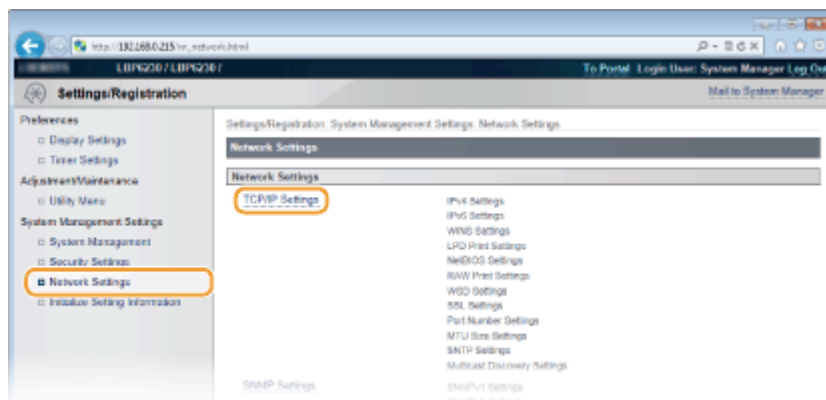 http://192.168.0.215/m_network.html
LBP6230 / LBP6230 /
To Portal Login User: System Manager Log Ou
Settings/Registration
Mail to System Manager
Preferences
Display Settings
Timer Settings
Adjustment/Maintenance
Utility Menu
System Management Settings
System Management
Security Settings
Network Settings
Initialize Setting Information
Settings/Registration: System Management Settings: Network Settings
Network Settings
Network Settings
TCP/IP Settings
IPv4 Settings
IPv6 Settings
WINS Settings
LPD Print Settings
NetBIOS Settings
RAW Print Settings
WSD Settings
SSL Settings
Port Number Settings
MTU Size Settings
SNTP Settings
Multicast Discovery Settings
SNMP Settings
SNMPv1 Settings